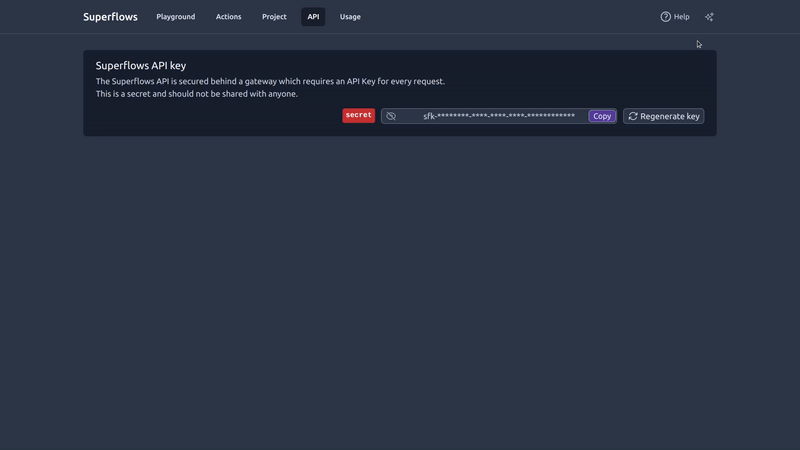 Superflows Playground Actions Project API Usage Help
Superflows API key
The Superflows API is secured behind a gateway which requires an API Key for every request.
This is a secret and should not be shared with anyone.
secret sfk-********-****-****-****-************ Copy Regenerate key